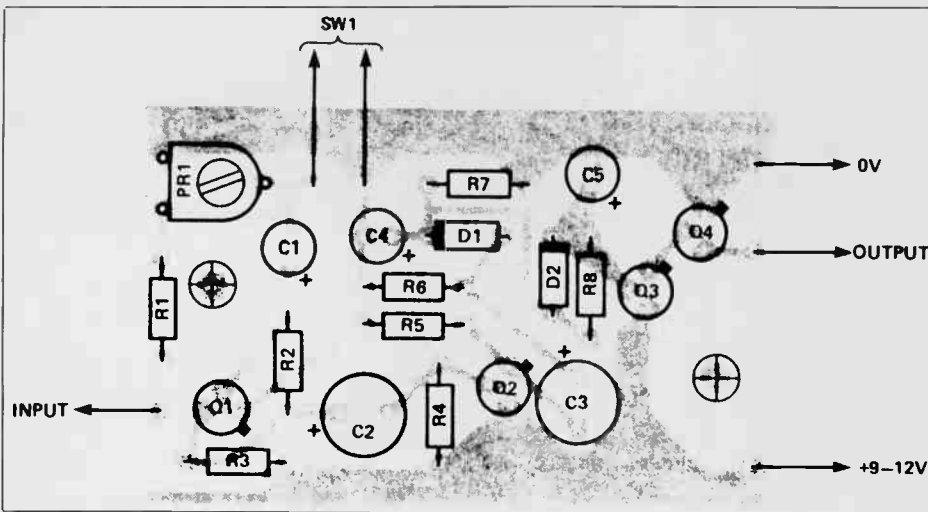 SW1
PR1
R7
C5
0V
C1
C4
D1
Q4
OUTPUT
R1
R6
D2
R8
Q3
R5
R2
INPUT
Q1
C2
R4
Q2
C3
R3
+9–12V
+
+
+
+
+